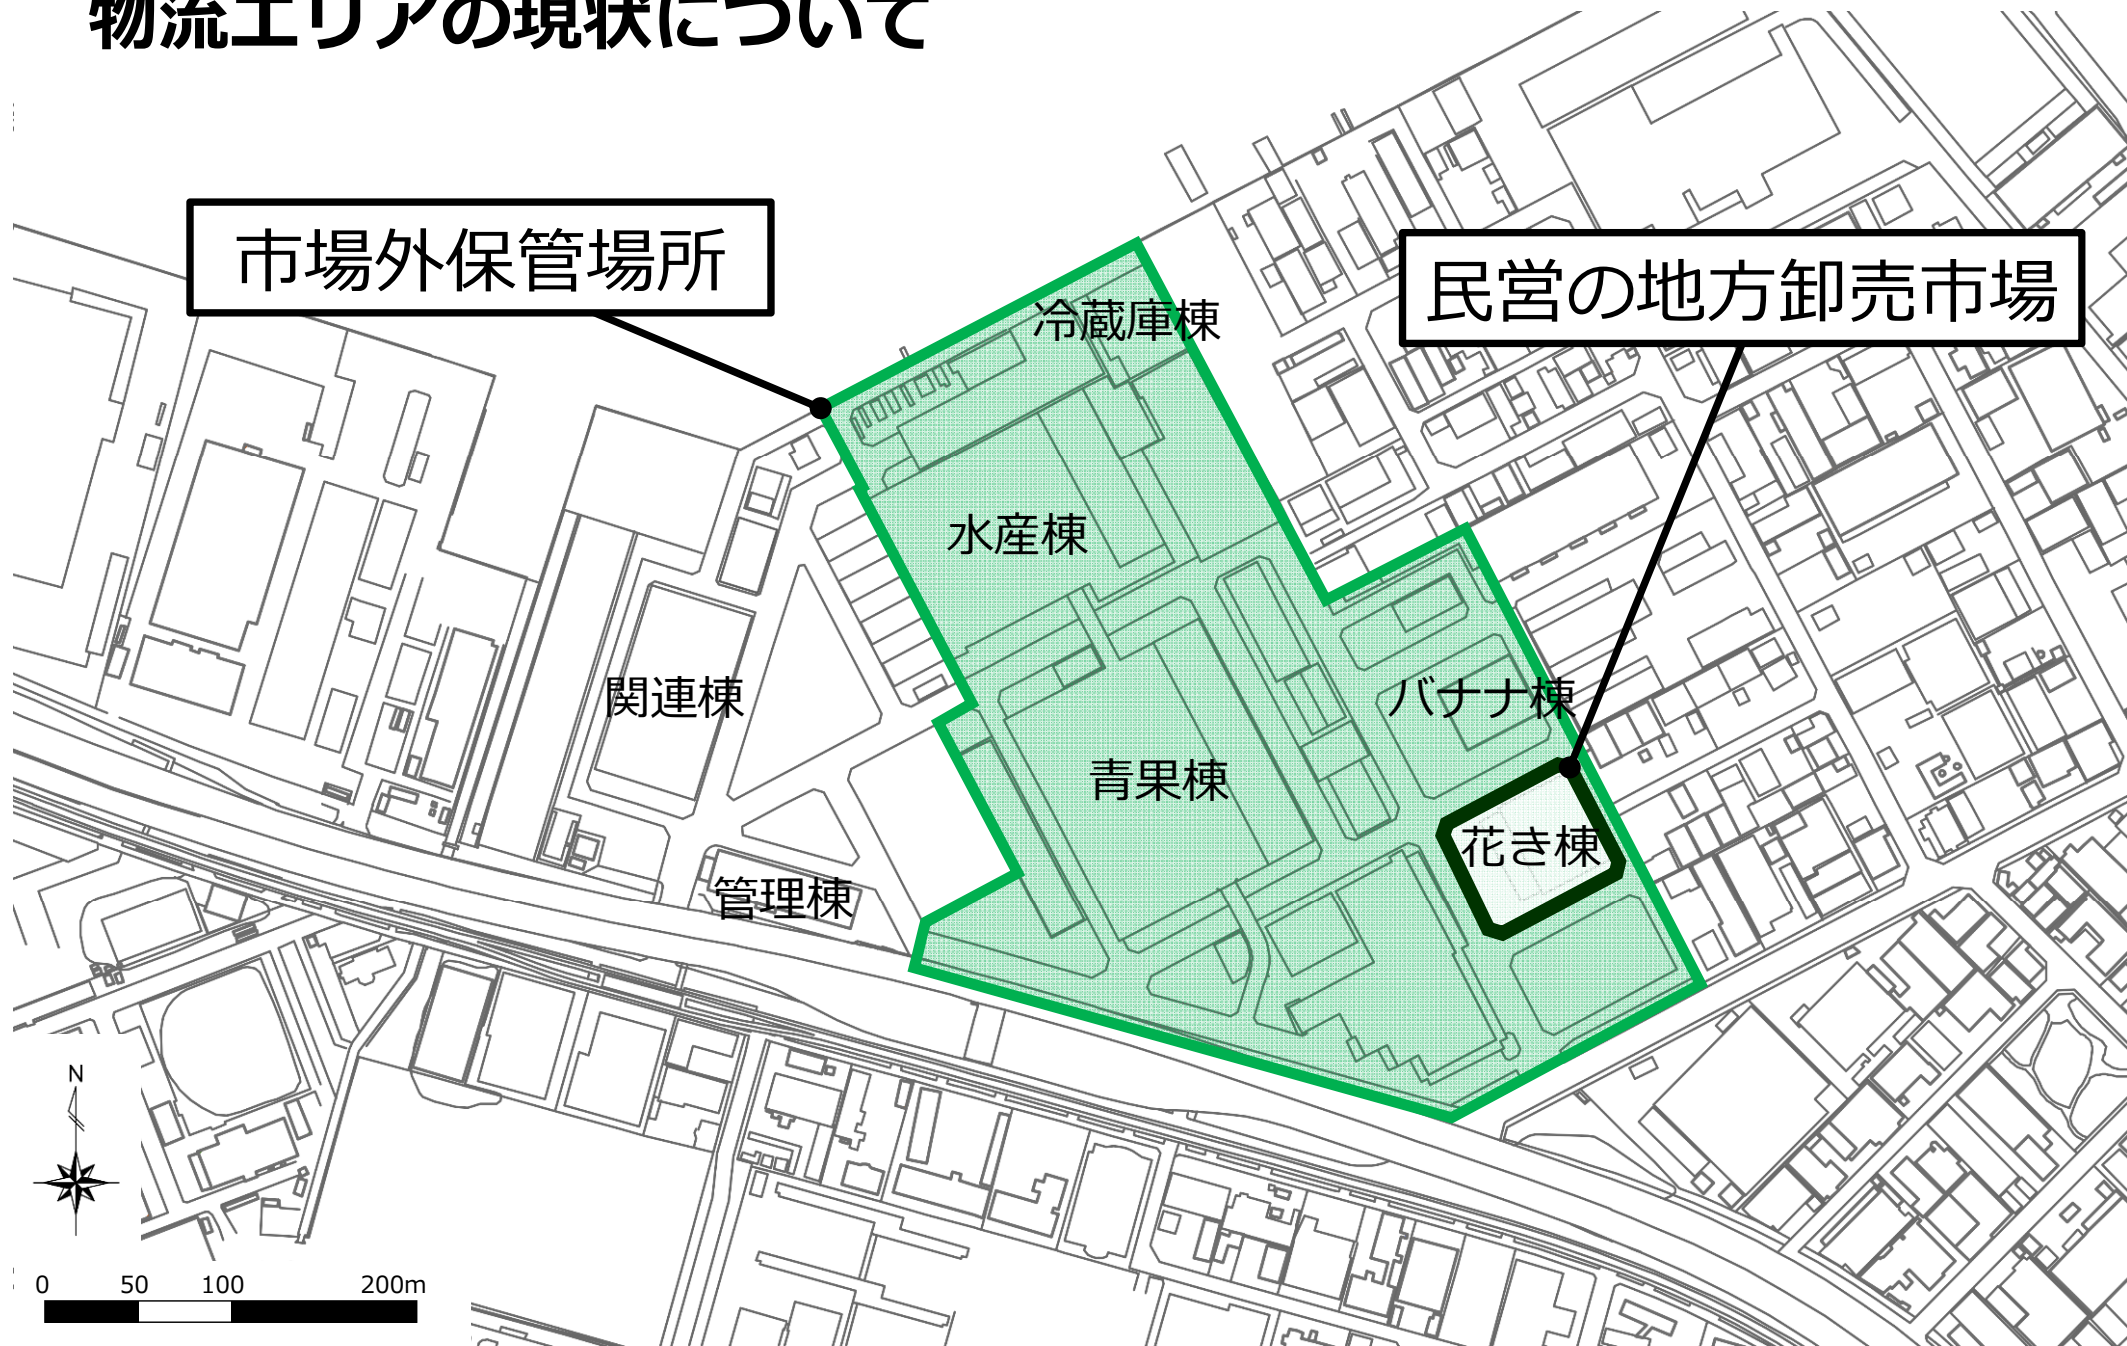 物流エリアの現状について
市場外保管場所
民営の地方卸売市場
冷蔵庫棟
水産棟
関連棟
バナナ棟
青果棟
花き棟
管理棟
N
0 50 100 200m